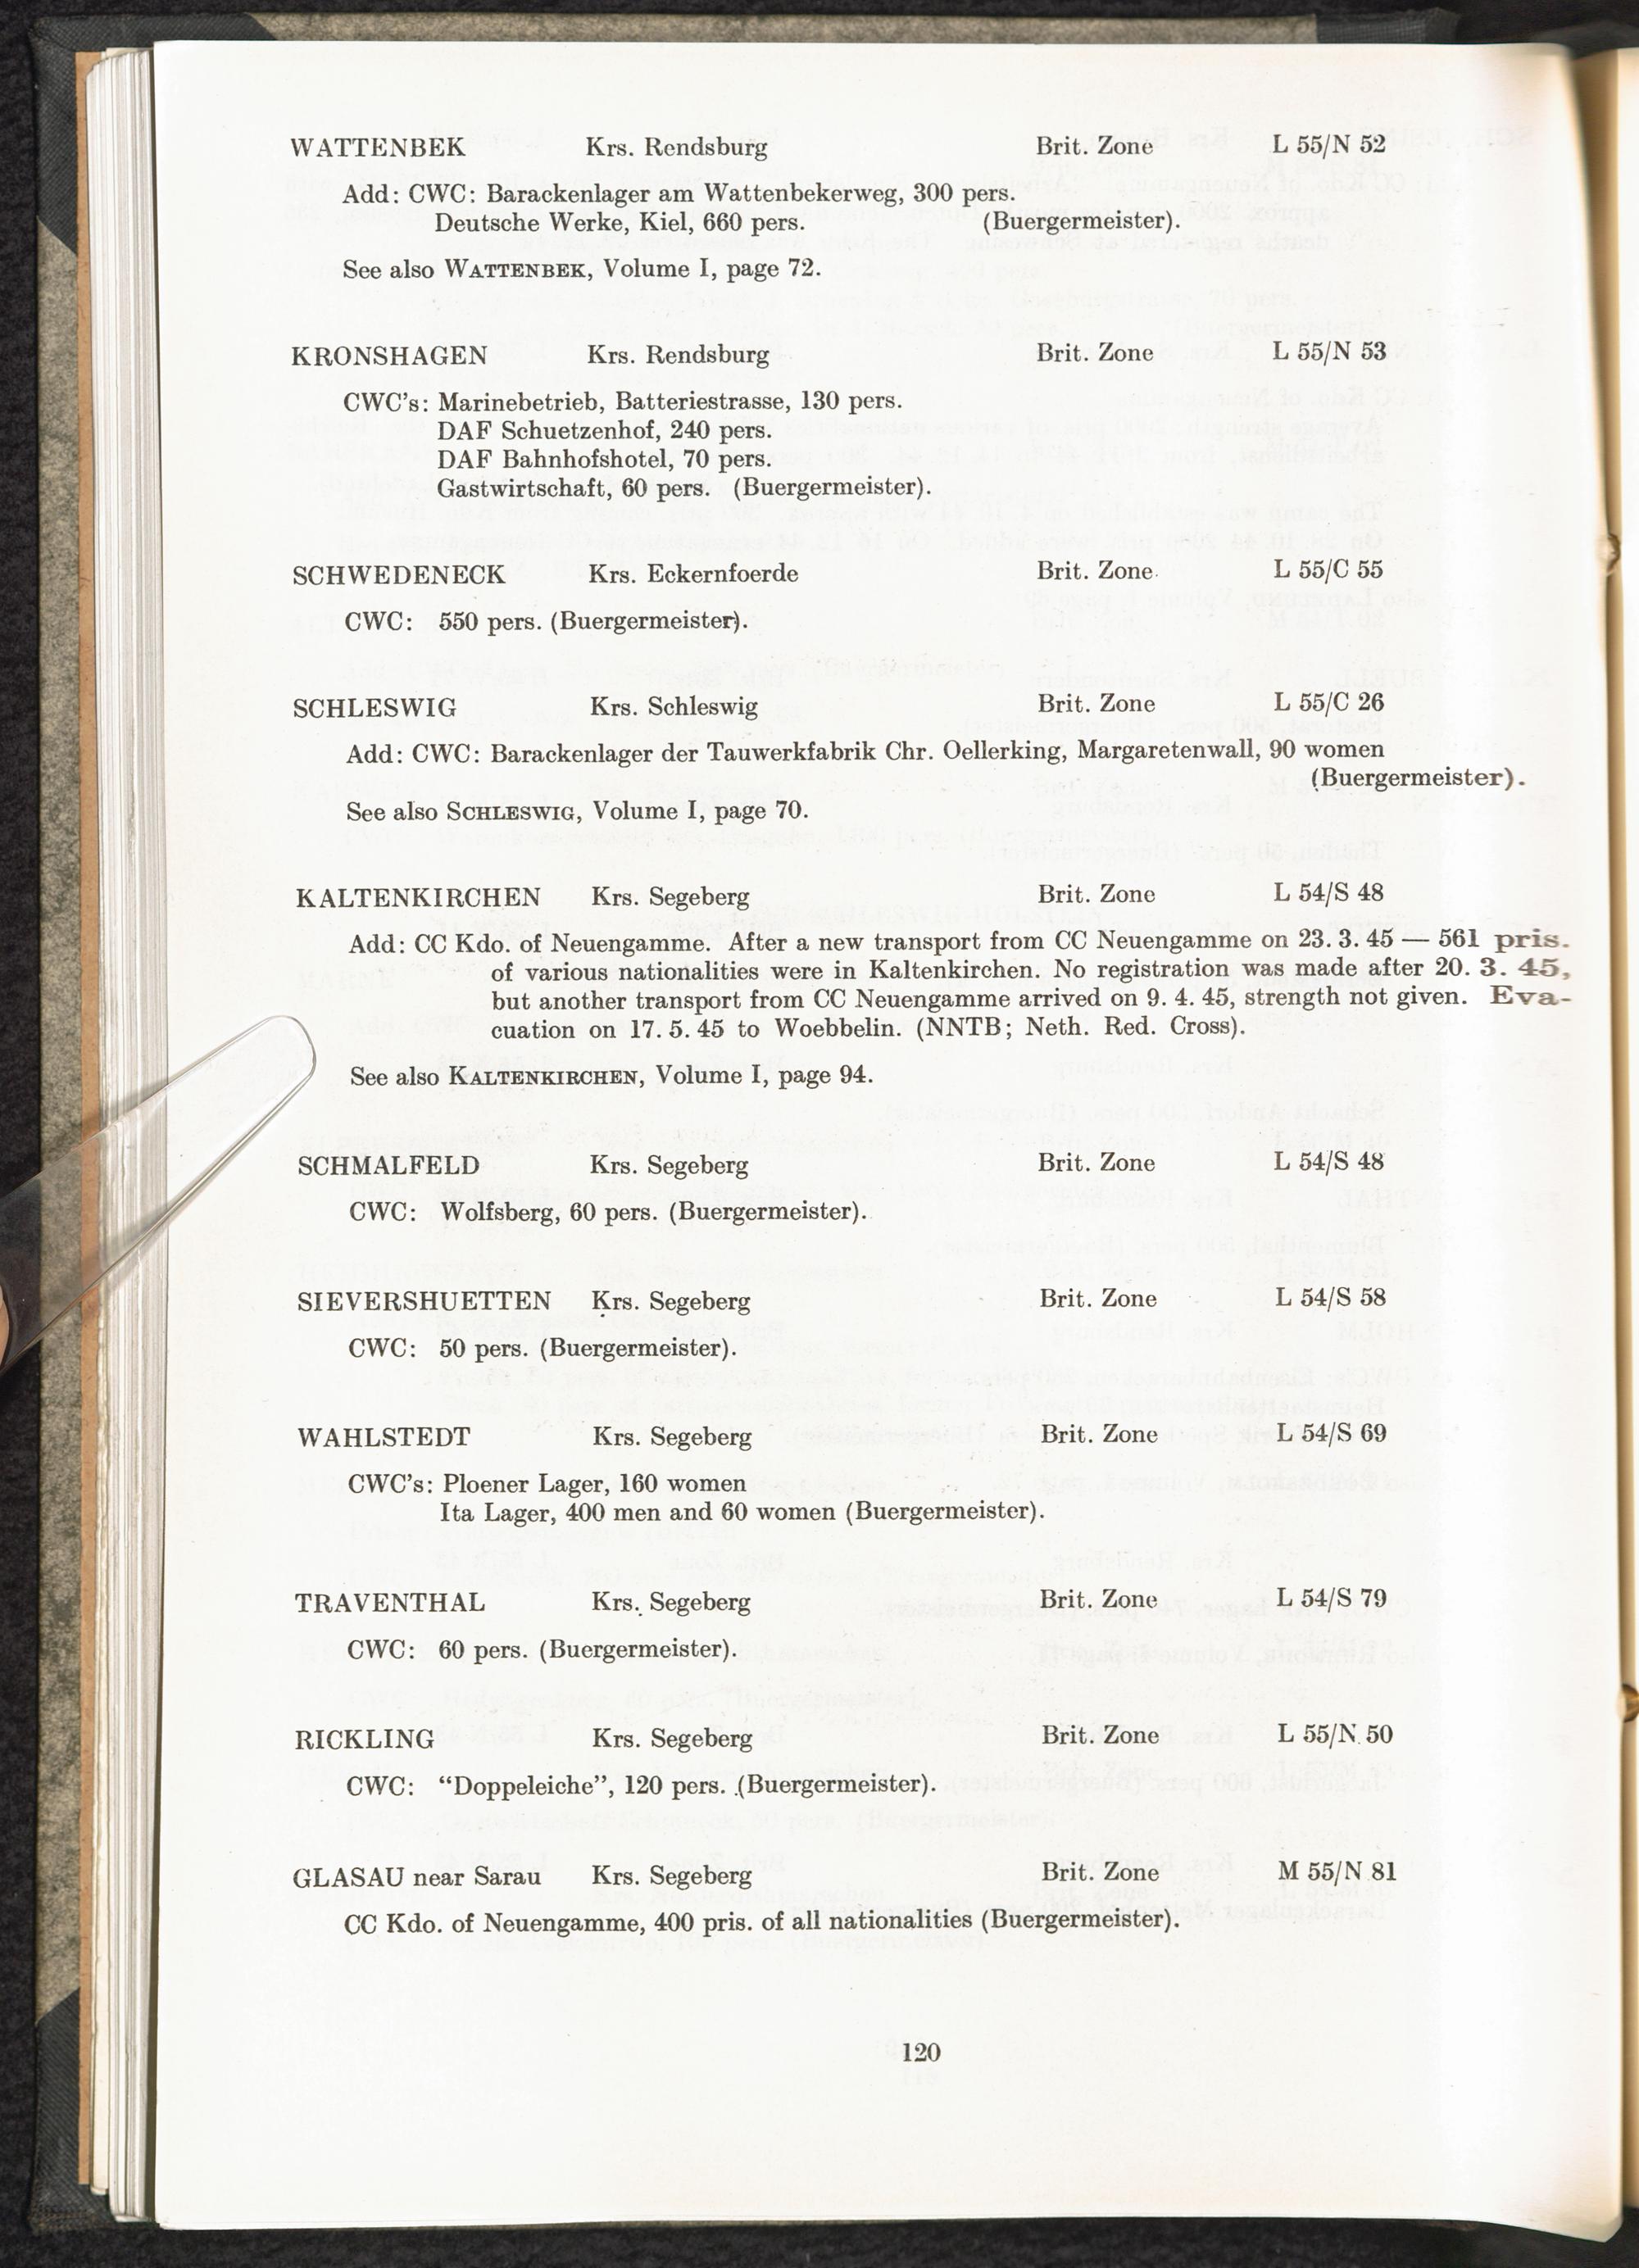 WATTENBEK Krs. Rendsburg Brit. Zone L 55/N 52
Add: CWC: Barackenlager am Wattenbekerweg, 300 pers.
Deutsche Werke, Kiel, 660 pers. (Buergermeister).
See also WATTENBEK, Volume I, page 72.
KRONSHAGEN Krs. Rendsburg Brit. Zone L 55/N 53
CWC's: Marinebetrieb, Batteriestrasse, 130 pers.
DAF Schuetzenhof, 240 pers.
DAF Bahnhofshotel, 70 pers.
Gastwirtschaft, 60 pers. (Buergermeister).
SCHWEDENECK Krs. Eckernfoerde Brit. Zone L 55/C 55
CWC: 550 pers. (Buergermeister).
SCHLESWIG Krs. Schleswig Brit. Zone L 55/C 26
Add: CWC: Barackenlager der Tauwerkfabrik Chr. Oellerking, Margaretenwall, 90 women
(Buergermeister).
See also SCHLESWIG, Volume I, page 70.
KALTENKIRCHEN Krs. Segeberg Brit. Zone L 54/S 48
Add: CC Kdo. of Neuengamme. After a new transport from CC Neuengamme on 23. 3. 45 — 561 pris.
of various nationalities were in Kaltenkirchen. No registration was made after 20. 3. 45,
but another transport from CC Neuengamme arrived on 9. 4. 45, strength not given. Eva-
cuation on 17. 5. 45 to Woebbelin. (NNTB; Neth. Red. Cross).
See also KALTENKIRCHEN, Volume I, page 94.
SCHMALFELD Krs. Segeberg Brit. Zone L 54/S 48
CWC: Wolfsberg, 60 pers. (Buergermeister).
SIEVERSHUETTEN Krs. Segeberg Brit. Zone L 54/S 58
CWC: 50 pers. (Buergermeister).
WAHLSTEDT Krs. Segeberg Brit. Zone L 54/S 69
CWC's: Ploener Lager, 160 women
Ita Lager, 400 men and 60 women (Buergermeister).
TRAVENTHAL Krs. Segeberg Brit. Zone L 54/S 79
CWC: 60 pers. (Buergermeister).
RICKLING Krs. Segeberg Brit. Zone L 55/N 50
CWC: “Doppeleiche”, 120 pers. (Buergermeister).
GLASAU near Sarau Krs. Segeberg Brit. Zone M 55/N 81
CC Kdo. of Neuengamme, 400 pris. of all nationalities (Buergermeister).
120